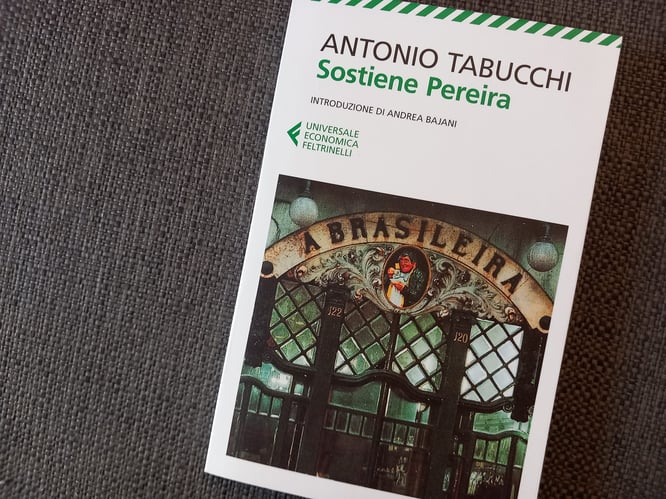 ANTONIO TABUCCHI
Sostiene Pereira
INTRODUZIONE DI ANDREA BAJANI
UNIVERSALE
ECONOMICA
FELTRINELLI
A BRASILEIRA
122
120